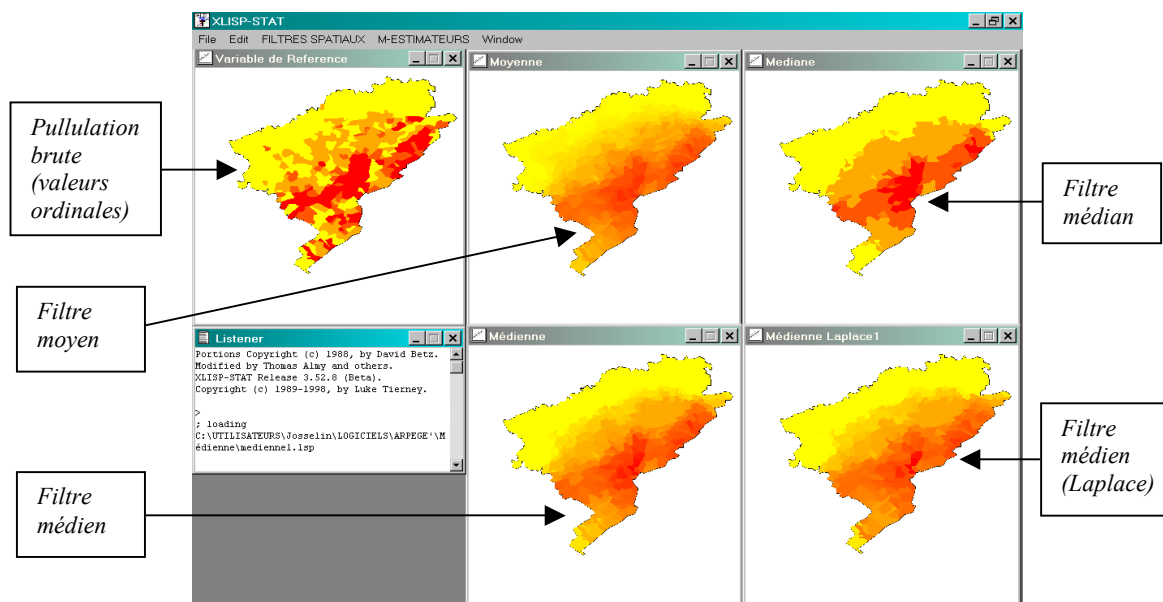 XLISP-STAT
File Edit FILTRES SPATIAUX M-ESTIMATEURS Window
Variable de Reference
Moyenne
Mediane
Pullulation
brute
(valeurs
ordinales)
Filtre
médian
Filtre
moyen
Listener
Portions Copyright (c) 1988, by David Betz.
Modified by Thomas Almy and others.
XLISP-STAT Release 3.52.8 (Beta).
Copyright (c) 1989-1998, by Luke Tierney.
>
; loading
C:\UTILISATEURS\Josselin\LOGICIELS\ARPEGE'\M
édienne\mediennel.lsp
Médienne
Médienne Laplace1
Filtre
médien
(Laplace)
Filtre
médien